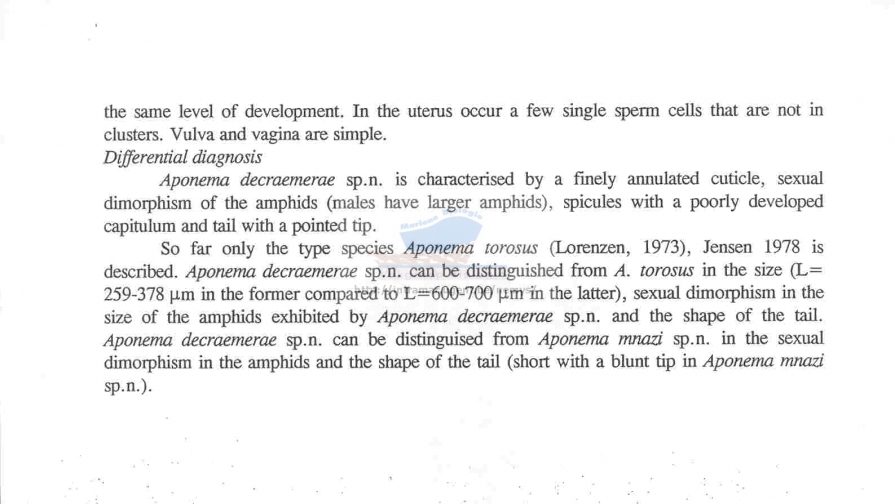 the same level of development. In the uterus occur a few single sperm cells that are not in
clusters. Vulva and vagina are simple.
Differential diagnosis
Aponema decraemerae sp.n. is characterised by a finely annulated cuticle, sexual
dimorphism of the amphids (males have larger amphids), spicules with a poorly developed
capitulum and tail with a pointed tip.
So far only the type species Aponema torosus (Lorenzen, 1973), Jensen 1978 is
described. Aponema decraemerae sp.n. can be distinguished from A. torosus in the size (L=
259-378 µm in the former compared to L=600-700 µm in the latter), sexual dimorphism in the
size of the amphids exhibited by Aponema decraemerae sp.n. and the shape of the tail.
Aponema decraemerae sp.n. can be distinguised from Aponema mnazi sp.n. in the sexual
dimorphism in the amphids and the shape of the tail (short with a blunt tip in Aponema mnazi
sp.n.).